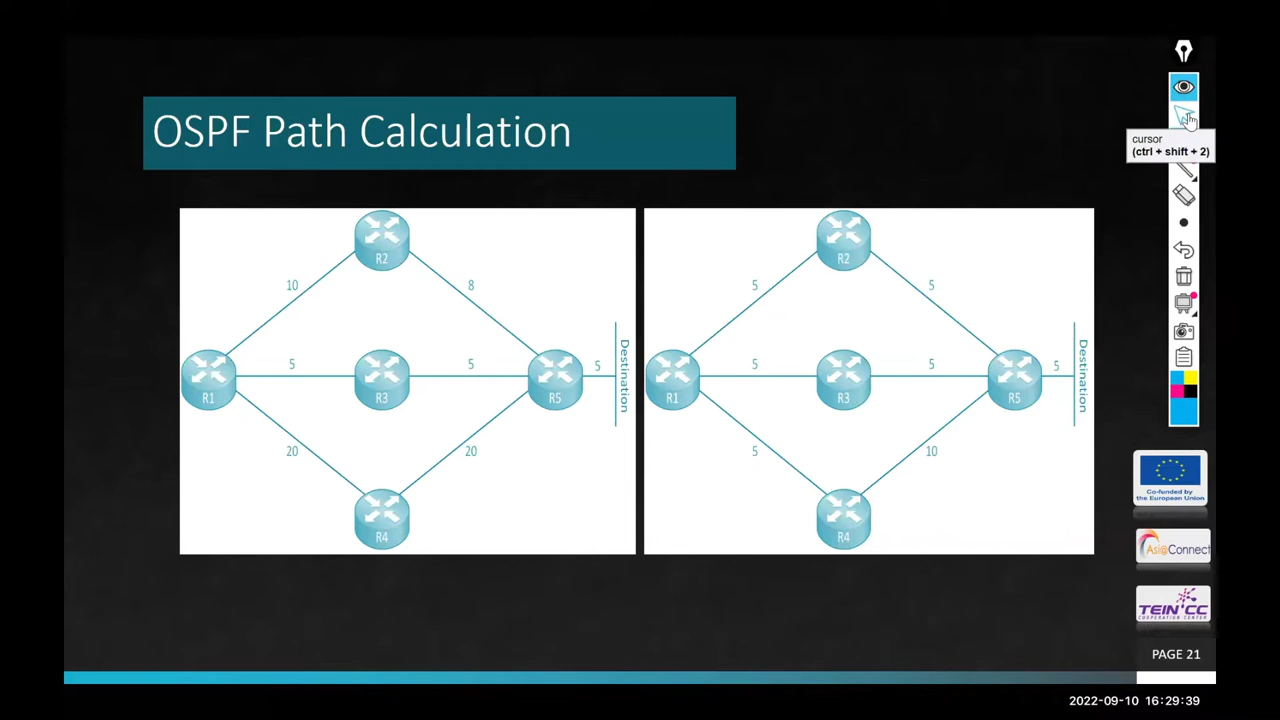 OSPF Path Calculation
cursor
(ctrl + shift + 2)
R2
10
8
R1
5
R3
5
R5
5
Destination
20
20
R4
R2
5
5
R1
5
R3
5
R5
5
Destination
5
10
R4
Co-funded by
the European Union
Asi@Connect
TEIN*CC
COOPERATION CENTER
PAGE 21
2022-09-10 16:29:39